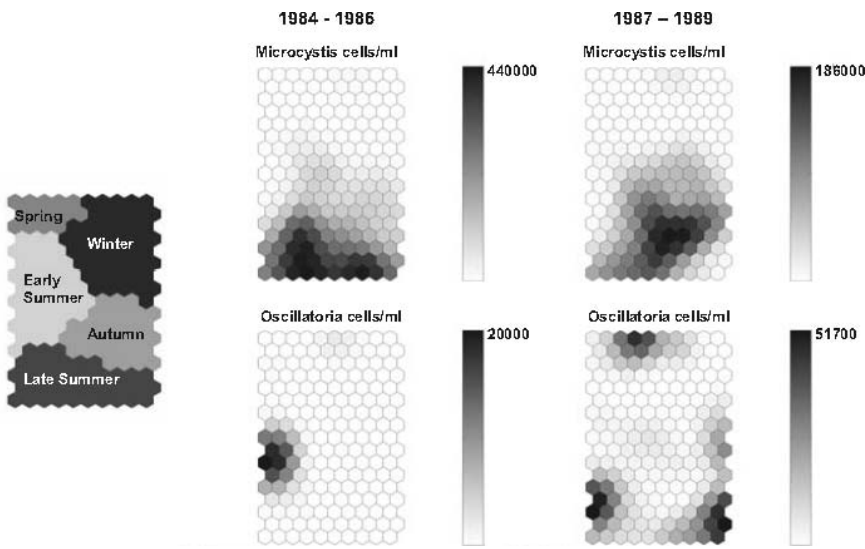 1984 - 1986
1987 – 1989
Microcystis cells/ml
Microcystis cells/ml
440000
186000
Spring
Winter
Early
Summer
Autumn
Late Summer
Oscillatoria cells/ml
Oscillatoria cells/ml
20000
51700